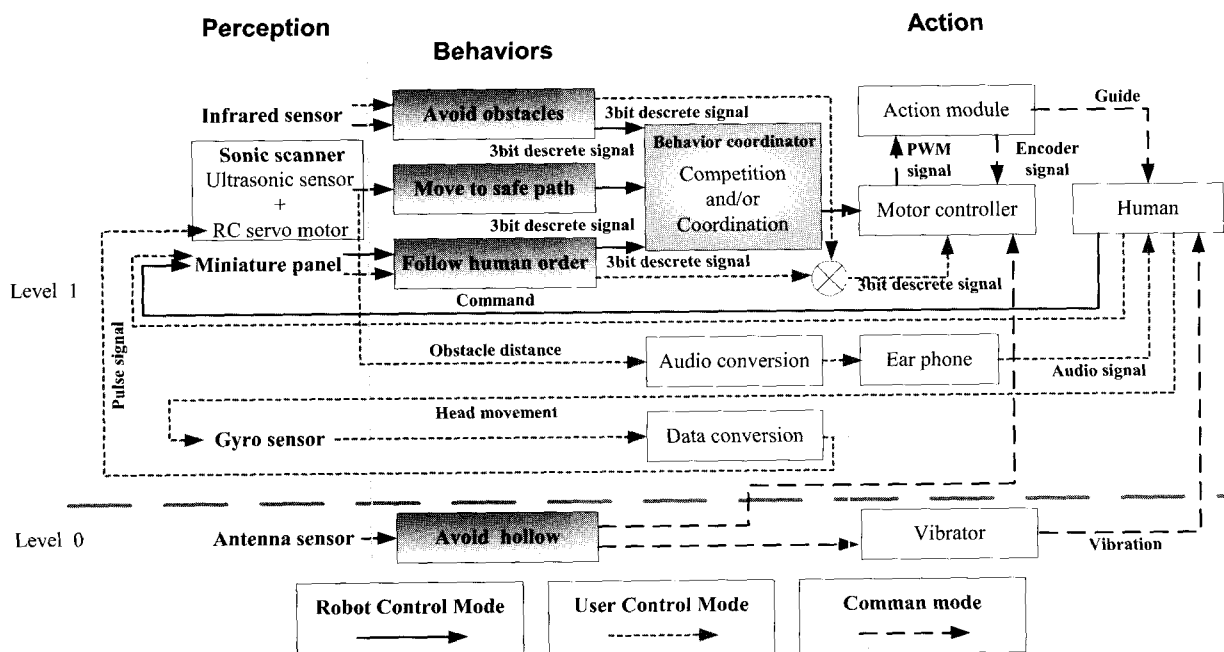 Perception
Behaviors
Action
Infrared sensor
Avoid obstacles
3bit descrete signal
Action module
Guide
Sonic scanner
Ultrasonic sensor
+
RC servo motor
3bit descrete signal
Behavior coordinator
Competition
and/or
Coordination
PWM
signal
Encoder
signal
Move to safe path
Motor controller
Human
3bit descrete signal
Miniature panel
Follow human order
3bit descrete signal
3bit descrete signal
Level 1
Command
Pulse signal
Obstacle distance
Audio conversion
Ear phone
Audio signal
Head movement
Gyro sensor
Data conversion
Level 0
Antenna sensor
Avoid hollow
Vibrator
Vibration
Robot Control Mode
User Control Mode
Comman mode